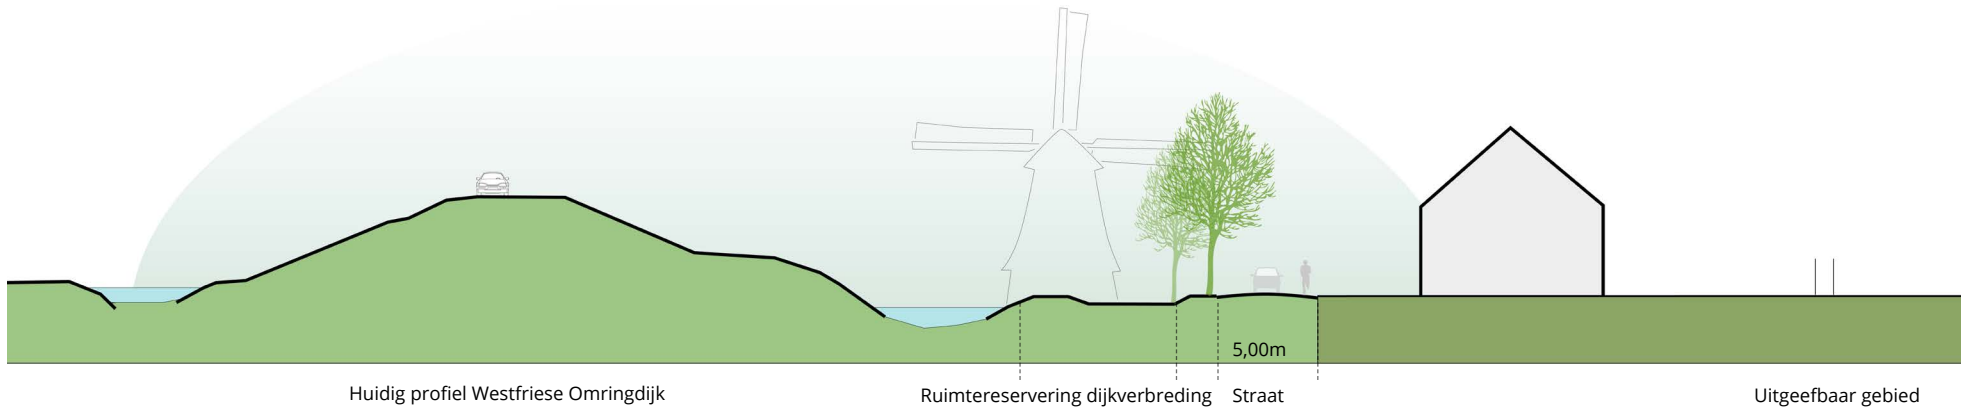 5,00m
Huidig profiel Westfriese Omringdijk
Ruimtereservering dijkverbreding
Straat
Uitgeefbaar gebied